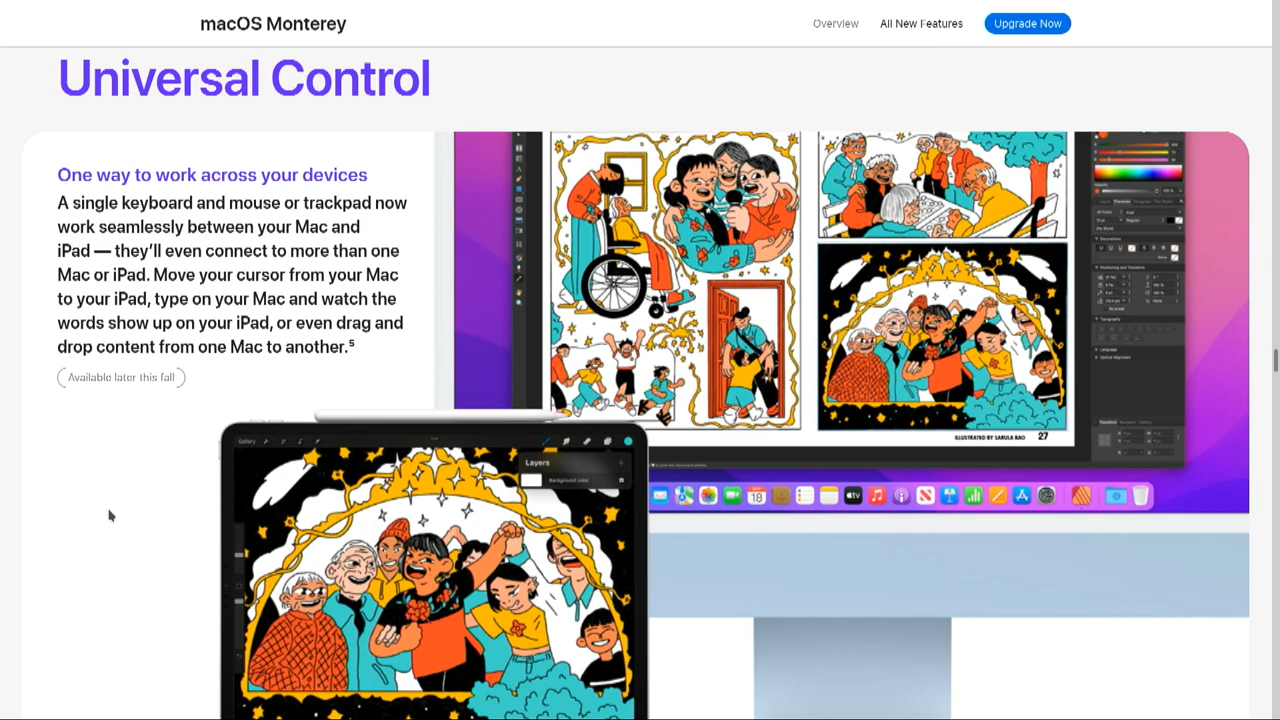 macOS Monterey
Overview
All New Features
Upgrade Now
Universal Control
One way to work across your devices
A single keyboard and mouse or trackpad now
work seamlessly between your Mac and
iPad — they'll even connect to more than one
Mac or iPad. Move your cursor from your Mac
to your iPad, type on your Mac and watch the
words show up on your iPad, or even drag and
drop content from one Mac to another.⁵
Available later this fall
ILLUSTRATED BY SARULA BAO 27
18
tv
Gallery
Layers
Background color